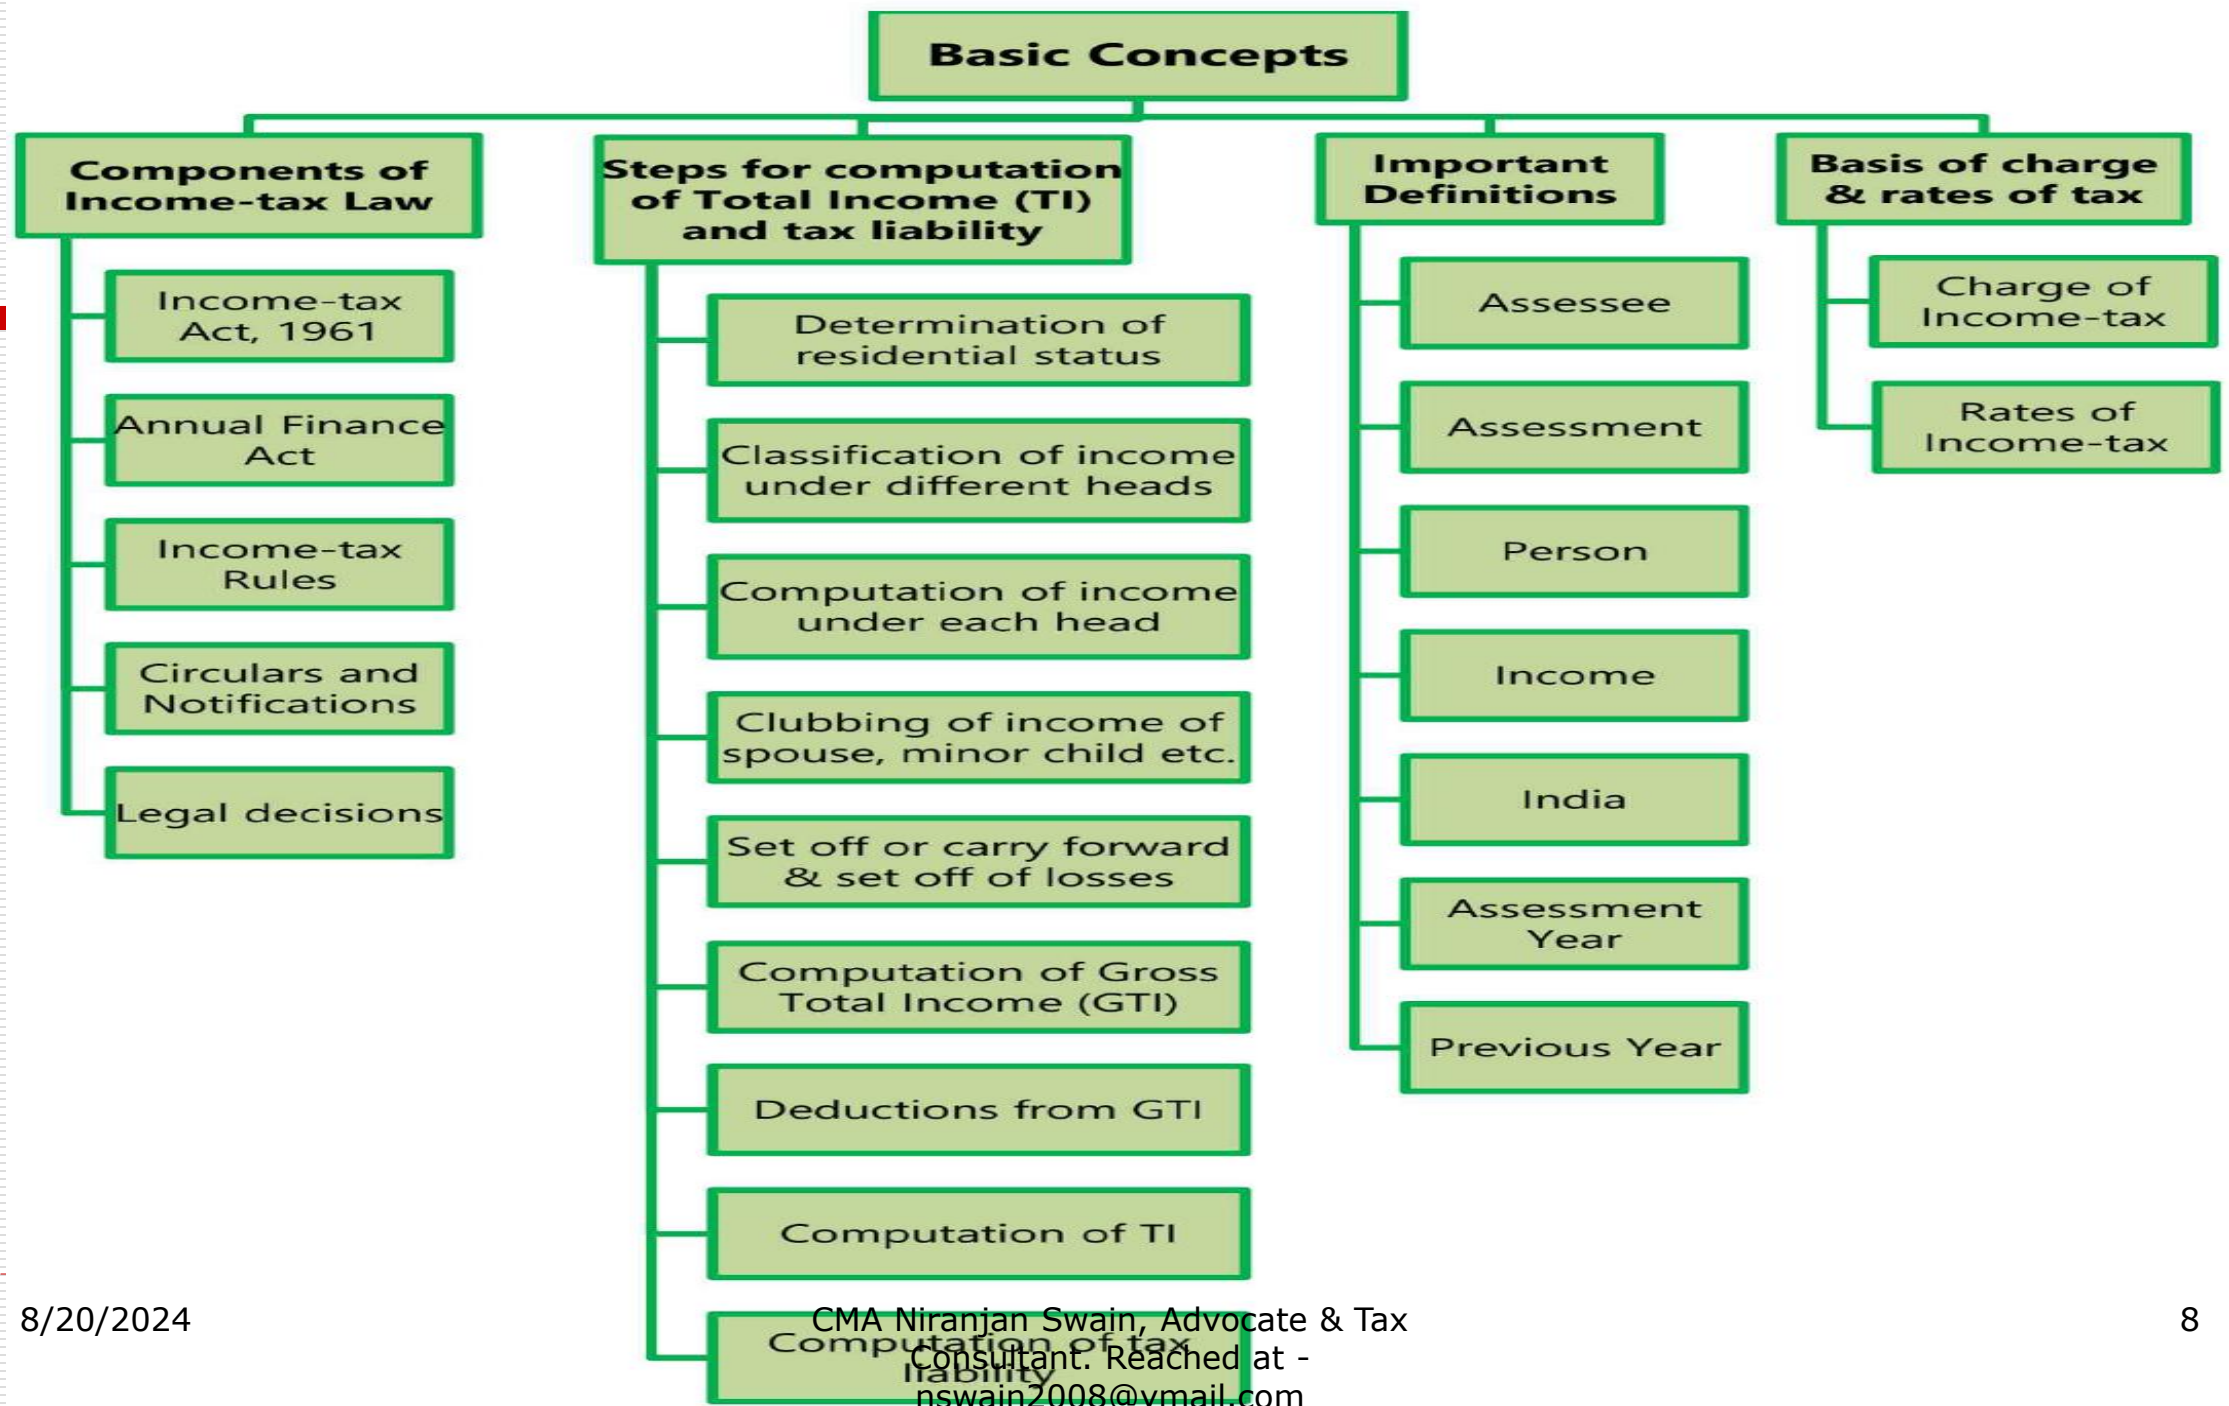 Basic Concepts
Components of
Income-tax Law
Income-tax
Act, 1961
Annual Finance
Act
Income-tax
Rules
Circulars and
Notifications
Legal decisions
Steps for computation
of Total Income (TI)
and tax liability
Determination of
residential status
Classification of income
under different heads
Computation of income
under each head
Clubbing of income of
spouse, minor child etc.
Set off or carry forward
& set off of losses
Computation of Gross
Total Income (GTI)
Deductions from GTI
Computation of TI
Computation of tax
liability
Important
Definitions
Assessee
Assessment
Person
Income
India
Assessment
Year
Previous Year
Basis of charge
& rates of tax
Charge of
Income-tax
Rates of
Income-tax
8/20/2024
CMA Niranjan Swain, Advocate & Tax
Consultant. Reached at -
nswain2008@ymail.com
8